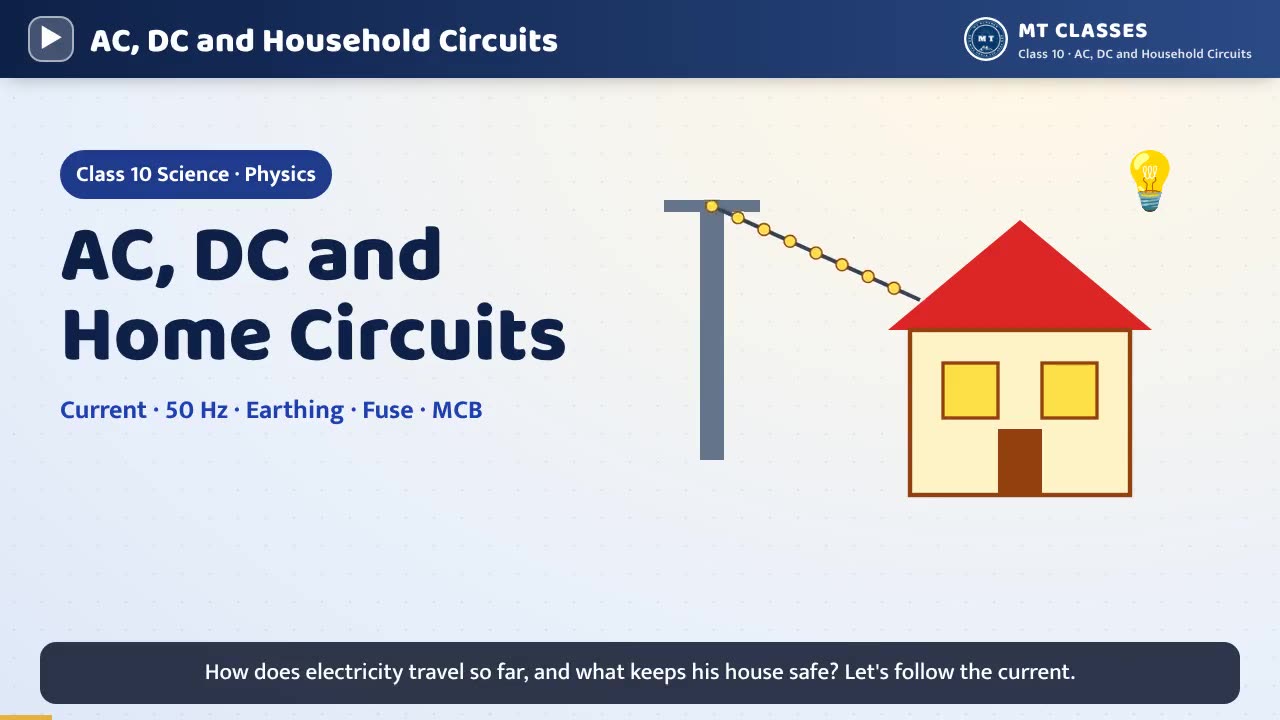 AC, DC and Household Circuits
MT CLASSES
Class 10 · AC, DC and Household Circuits
MT
Class 10 Science · Physics
AC, DC and
Home Circuits
Current · 50 Hz · Earthing · Fuse · MCB
How does electricity travel so far, and what keeps his house safe? Let's follow the current.